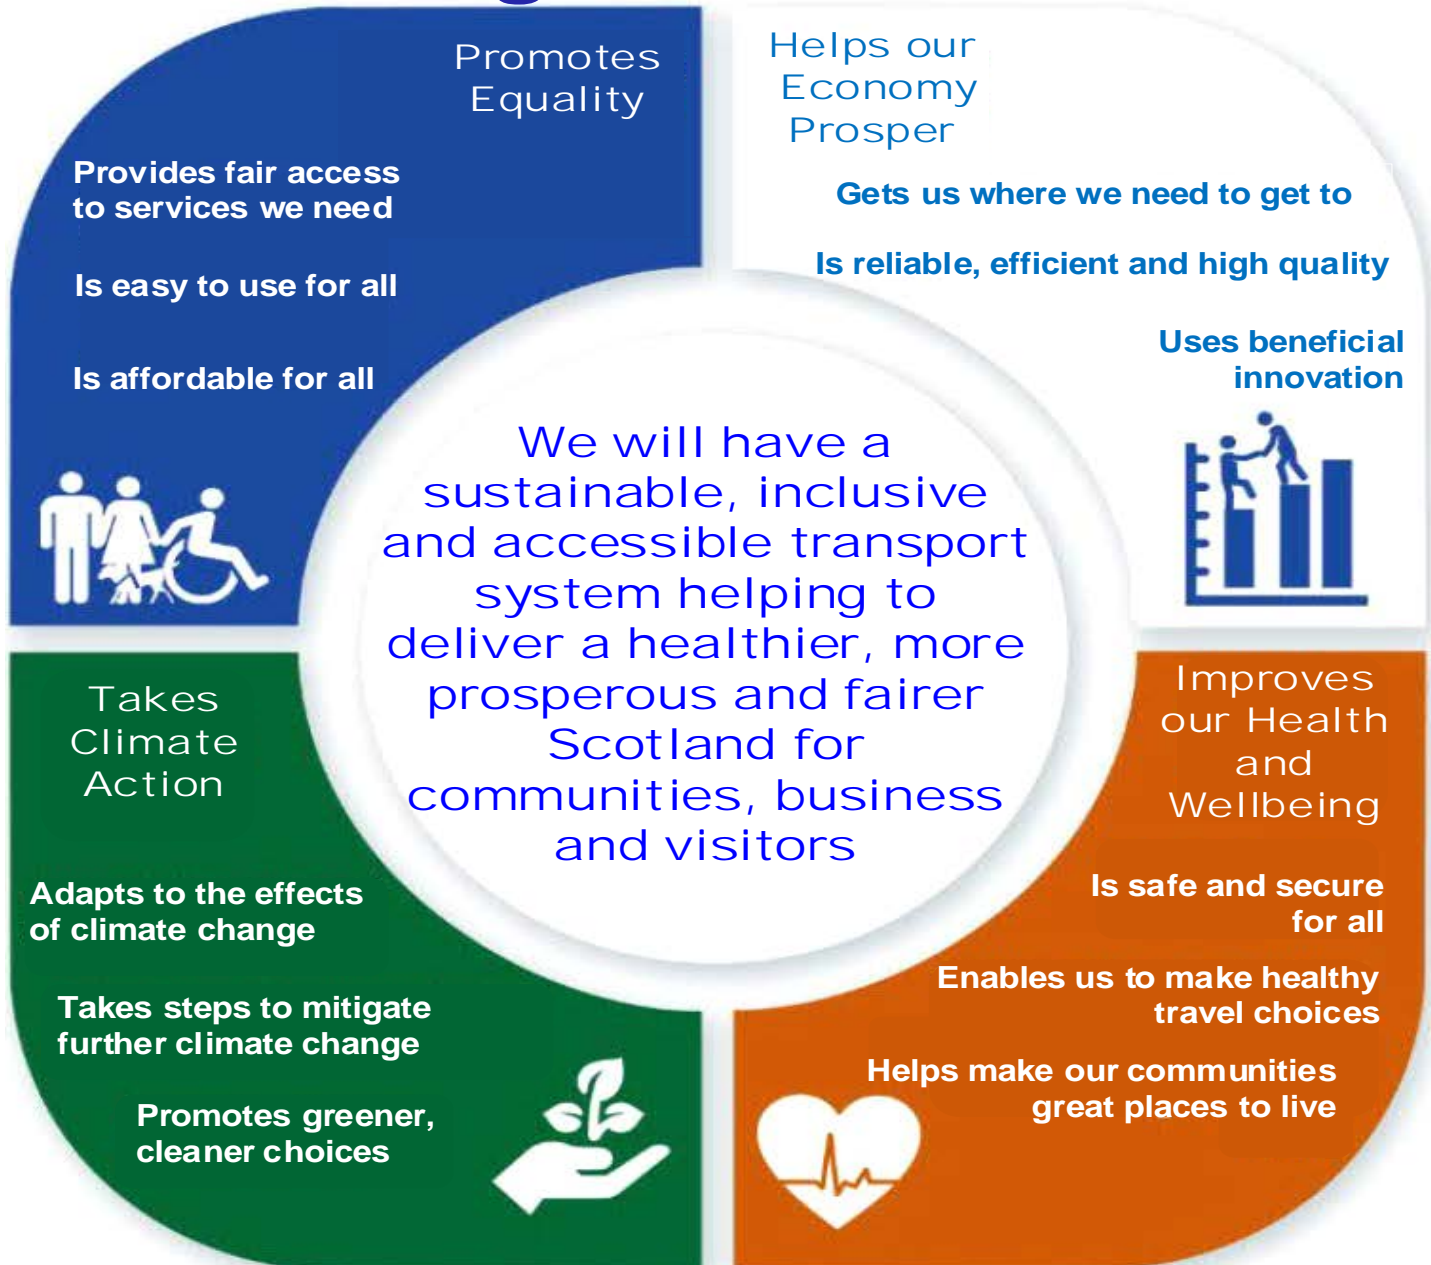 Promotes
Equality
Provides fair access
to services we need
Is easy to use for all
Is affordable for all
Helps our
Economy
Prosper
Gets us where we need to get to
Is reliable, efficient and high quality
Uses beneficial
innovation
We will have a
sustainable, inclusive
and accessible transport
system helping to
deliver a healthier, more
prosperous and fairer
Scotland for
communities, business
and visitors
Takes
Climate
Action
Adapts to the effects
of climate change
Takes steps to mitigate
further climate change
Promotes greener,
cleaner choices
Improves
our Health
and
Wellbeing
Is safe and secure
for all
Enables us to make healthy
travel choices
Helps make our communities
great places to live